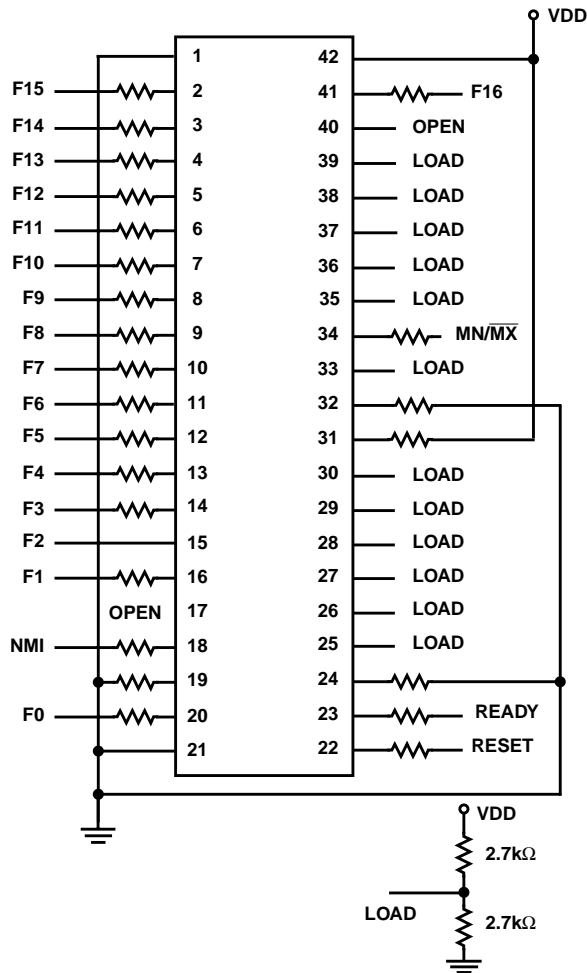 VDD
1 42
F15 2 41 F16
F14 3 40 OPEN
F13 4 39 LOAD
F12 5 38 LOAD
F11 6 37 LOAD
F10 7 36 LOAD
F9 8 35 LOAD
F8 9 34 MN/MX
F7 10 33 LOAD
F6 11 32
F5 12 31
F4 13 30 LOAD
F3 14 29 LOAD
F2 15 28 LOAD
F1 16 27 LOAD
OPEN 17 26 LOAD
NMI 18 25 LOAD
19 24
F0 20 23 READY
21 22 RESET
VDD
2.7kΩ
LOAD
2.7kΩ